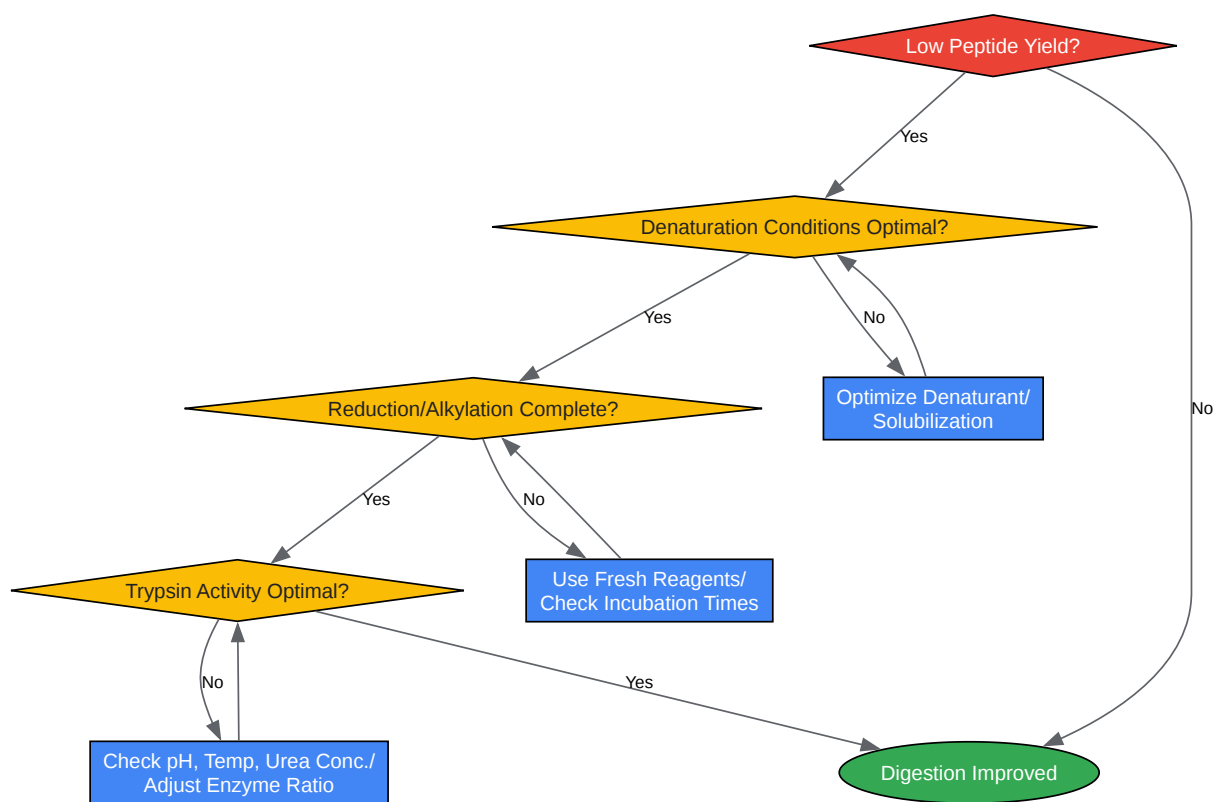 Low Peptide Yield?
Yes
Denaturation Conditions Optimal?
Yes
No
Optimize Denaturant/
Solubilization
No
Reduction/Alkylation Complete?
Yes
No
Use Fresh Reagents/
Check Incubation Times
Trypsin Activity Optimal?
No
Yes
Check pH, Temp, Urea Conc./
Adjust Enzyme Ratio
Digestion Improved